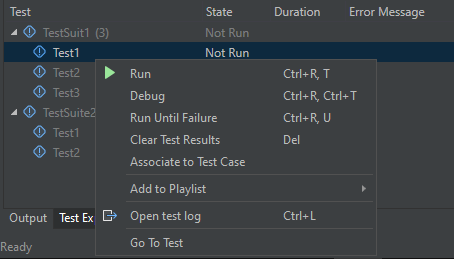 Test State Duration Error Message
TestSuit1 (3) Not Run
Test1 Not Run
Test2
Test3
TestSuite2
Test1
Test2
Run Ctrl+R, T
Debug Ctrl+R, Ctrl+T
Run Until Failure Ctrl+R, U
Clear Test Results Del
Associate to Test Case
Add to Playlist
Open test log Ctrl+L
Go To Test
Output Test Ex
Ready